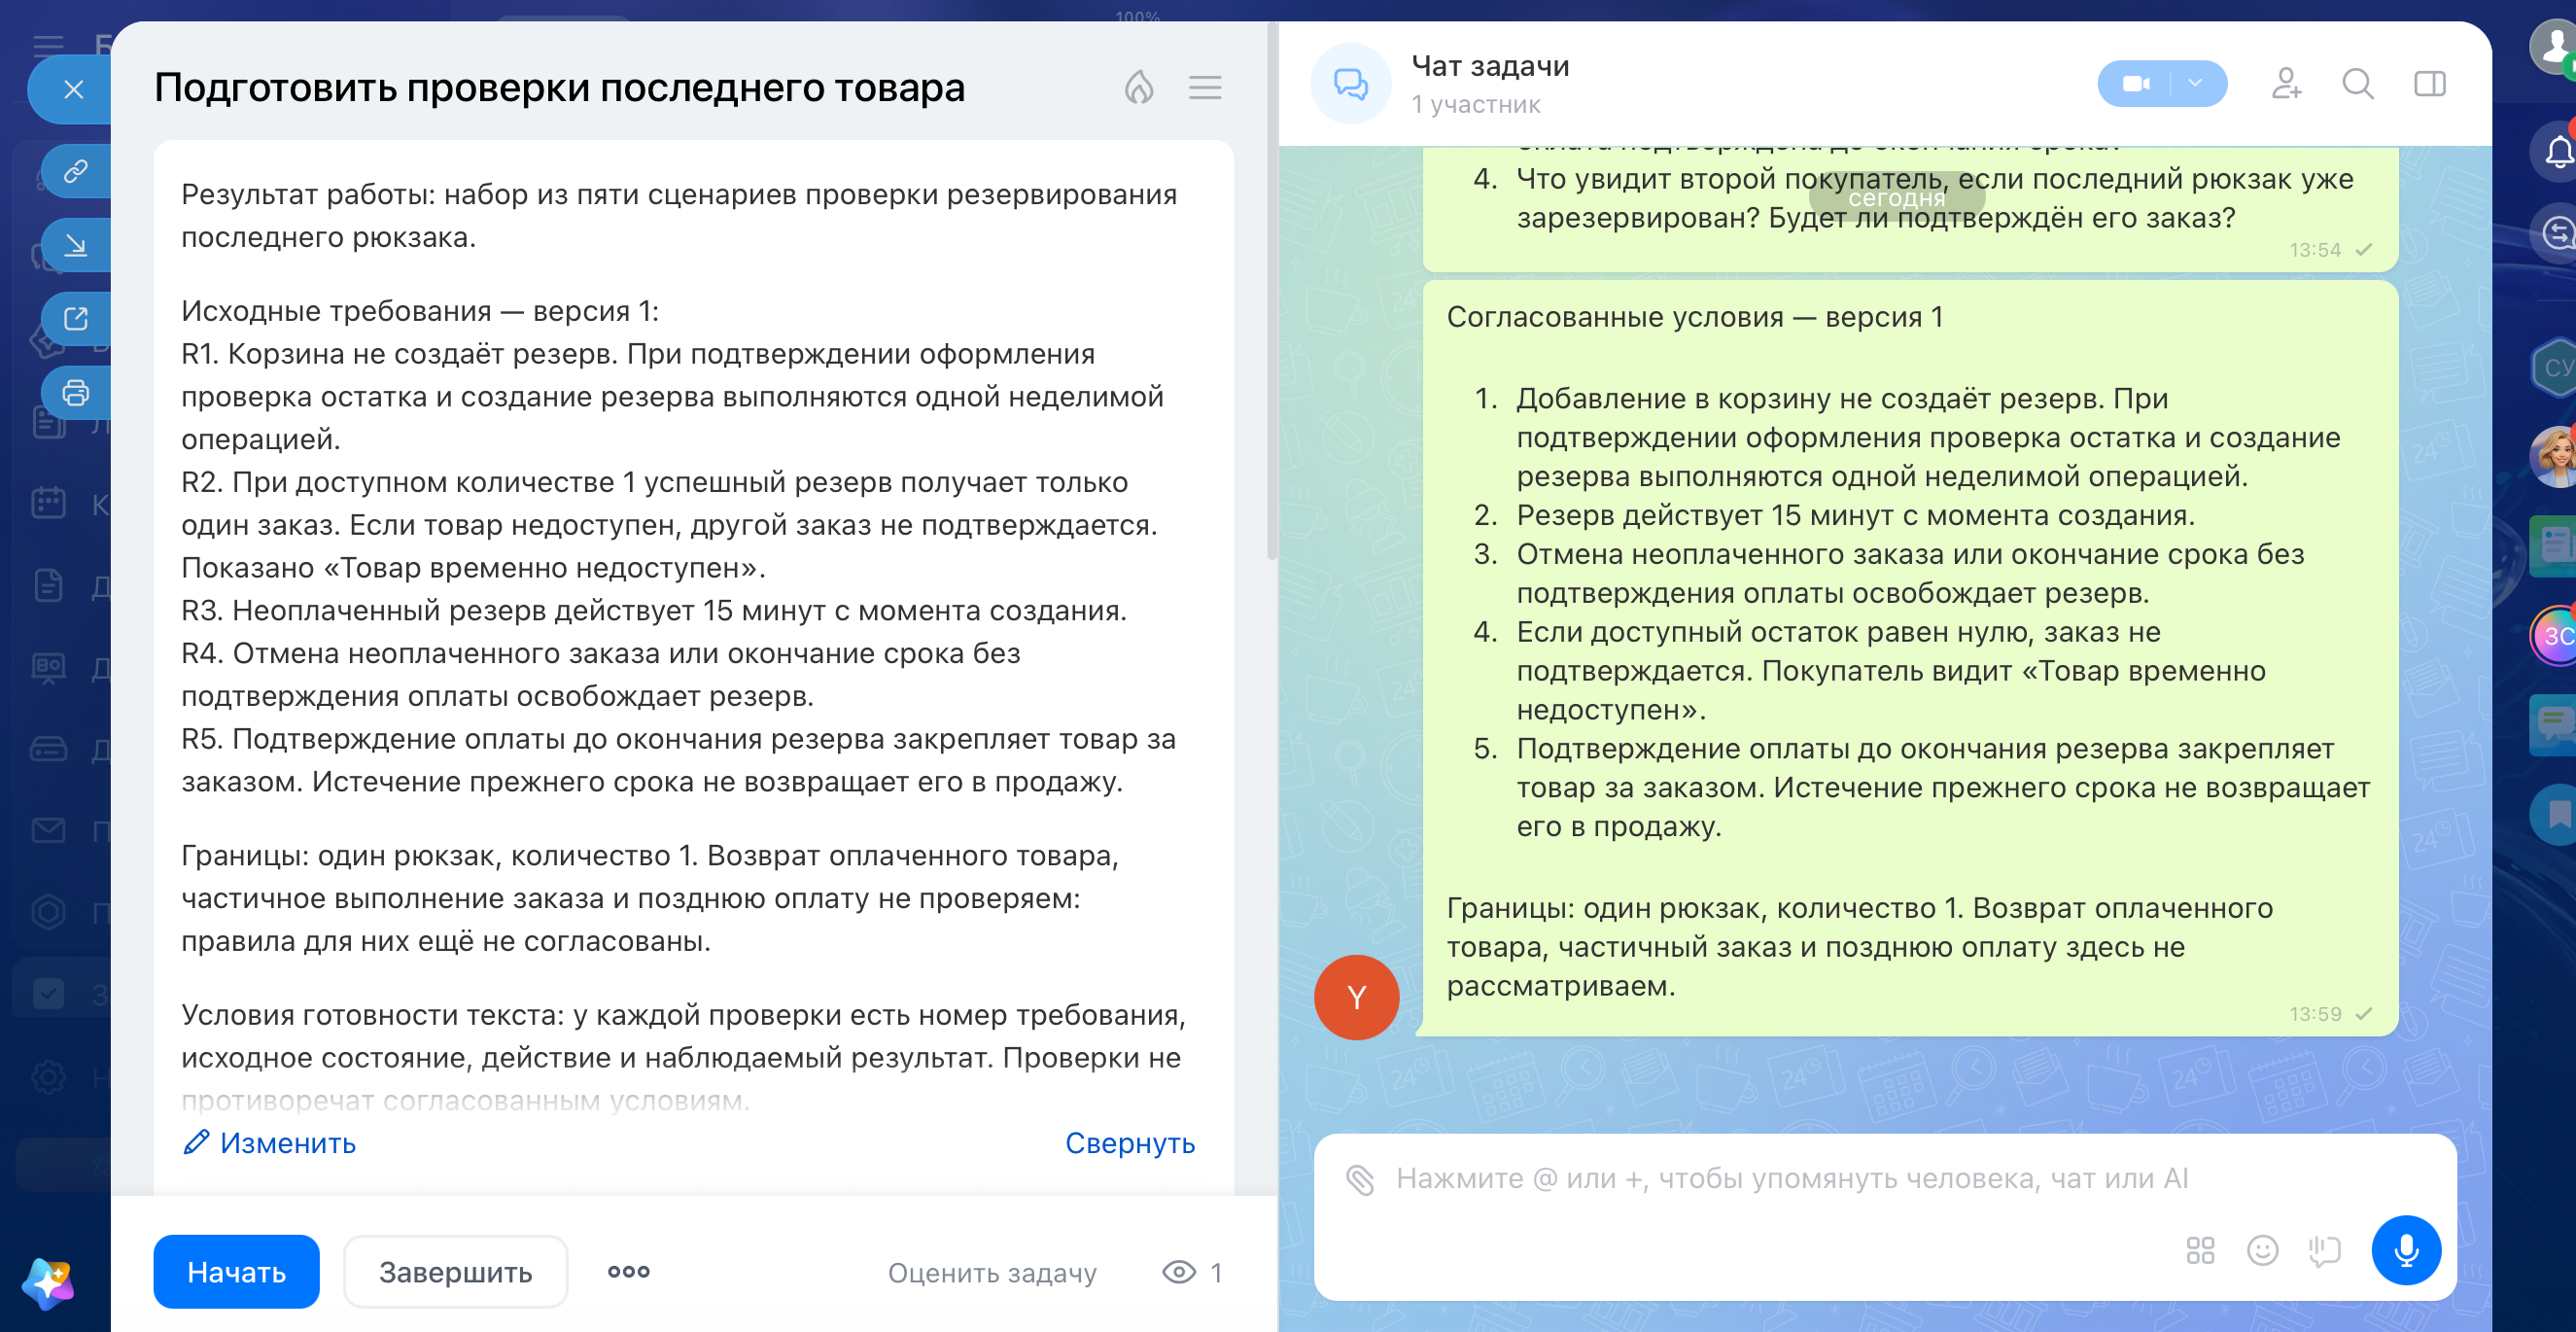 100%
Подготовить проверки последнего товара
Результат работы: набор из пяти сценариев проверки резервирования
последнего рюкзака.
Исходные требования — версия 1:
R1. Корзина не создаёт резерв. При подтверждении оформления
проверка остатка и создание резерва выполняются одной неделимой
операцией.
R2. При доступном количестве 1 успешный резерв получает только
один заказ. Если товар недоступен, другой заказ не подтверждается.
Показано «Товар временно недоступен».
R3. Неоплаченный резерв действует 15 минут с момента создания.
R4. Отмена неоплаченного заказа или окончание срока без
подтверждения оплаты освобождает резерв.
R5. Подтверждение оплаты до окончания резерва закрепляет товар за
заказом. Истечение прежнего срока не возвращает его в продажу.
Границы: один рюкзак, количество 1. Возврат оплаченного товара,
частичное выполнение заказа и позднюю оплату не проверяем:
правила для них ещё не согласованы.
Условия готовности текста: у каждой проверки есть номер требования,
исходное состояние, действие и наблюдаемый результат. Проверки не
противоречат согласованным условиям.
Изменить
Свернуть
Начать
Завершить
Оценить задачу
1
Чат задачи
1 участник
оплата подтверждена до окончания срока?
4. Что увидит второй покупатель, если последний рюкзак уже
сегодня
зарезервирован? Будет ли подтверждён его заказ?
13:54
Согласованные условия — версия 1
1. Добавление в корзину не создаёт резерв. При
подтверждении оформления проверка остатка и создание
резерва выполняются одной неделимой операцией.
2. Резерв действует 15 минут с момента создания.
3. Отмена неоплаченного заказа или окончание срока без
подтверждения оплаты освобождает резерв.
4. Если доступный остаток равен нулю, заказ не
подтверждается. Покупатель видит «Товар временно
недоступен».
5. Подтверждение оплаты до окончания резерва закрепляет
товар за заказом. Истечение прежнего срока не возвращает
его в продажу.
Границы: один рюкзак, количество 1. Возврат оплаченного
товара, частичный заказ и позднюю оплату здесь не
рассматриваем.
13:59
Y
Нажмите @ или +, чтобы упомянуть человека, чат или AI
СУ
ЗС